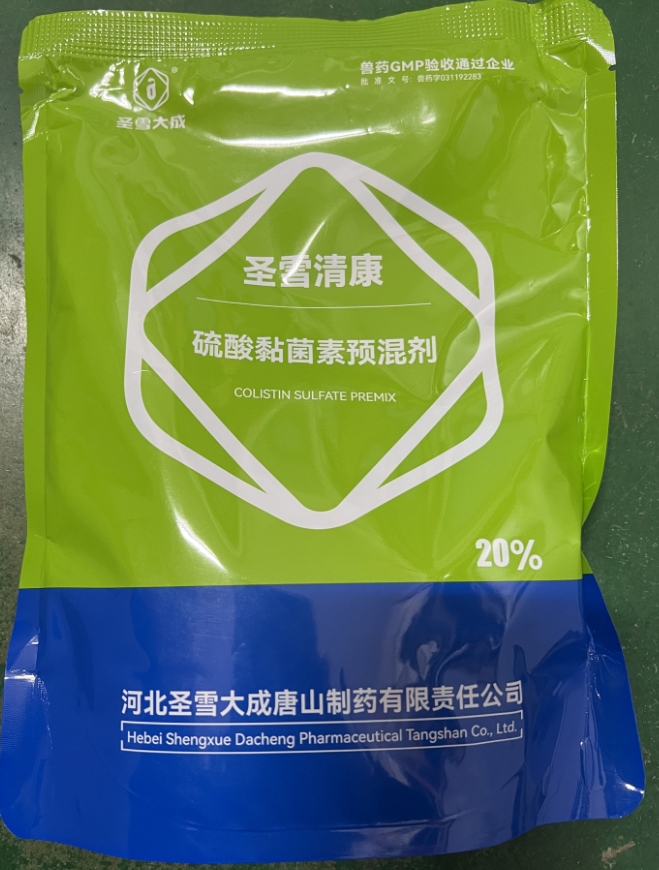 圣雪大成
兽药GMP验收通过企业
批准文号: 兽药字031192283
圣雪清康
硫酸黏菌素预混剂
COLISTIN SULFATE PREMIX
20%
河北圣雪大成唐山制药有限责任公司
Hebei Shengxue Dacheng Pharmaceutical Tangshan Co., Ltd.